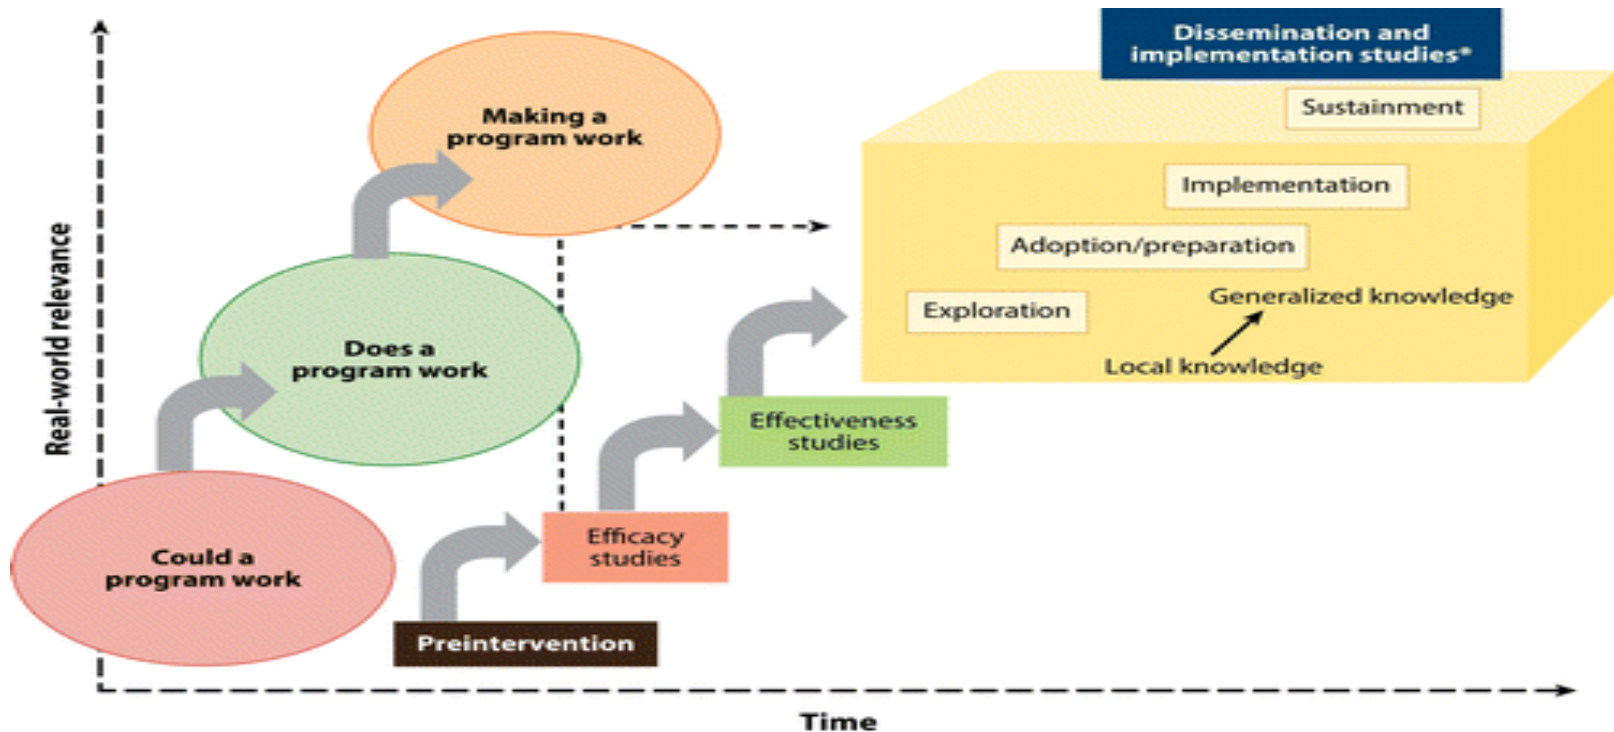 Dissemination and
implementation studies*
Sustainment
Making a
program work
Implementation
Adoption/preparation
Generalized knowledge
Exploration
Local knowledge
Real-world relevance
Does a
program work
Effectiveness
studies
Efficacy
studies
Could a
program work
Preintervention
Time